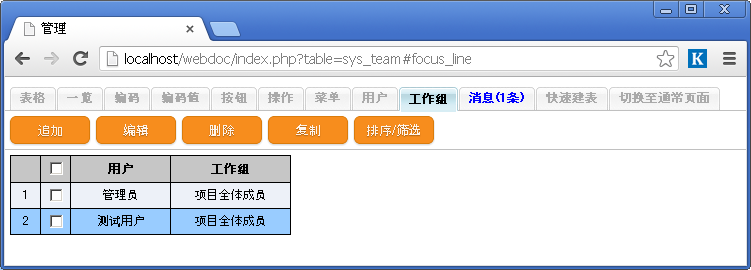 管理
localhost/webdoc/index.php?table=sys_team#focus_line
表格 一览 编码 编码值 按钮 操作 菜单 用户 工作组 消息(1条) 快速建表 切换至通常页面
追加 编辑 删除 复制 排序/筛选
用户 工作组
1 管理员 项目全体成员
2 测试用户 项目全体成员